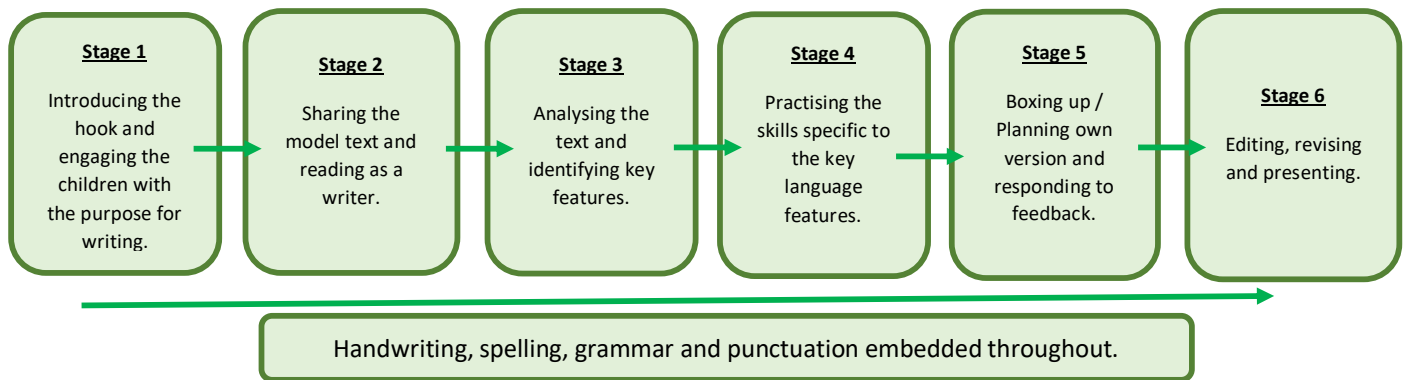 Stage 1
Introducing the
hook and
engaging the
children with
the purpose for
writing.
Stage 2
Sharing the
model text and
reading as a
writer.
Stage 3
Analysing the
text and
identifying key
features.
Stage 4
Practising the
skills specific to
the key
language
features.
Stage 5
Boxing up /
Planning own
version and
responding to
feedback.
Stage 6
Editing, revising
and presenting.
Handwriting, spelling, grammar and punctuation embedded throughout.